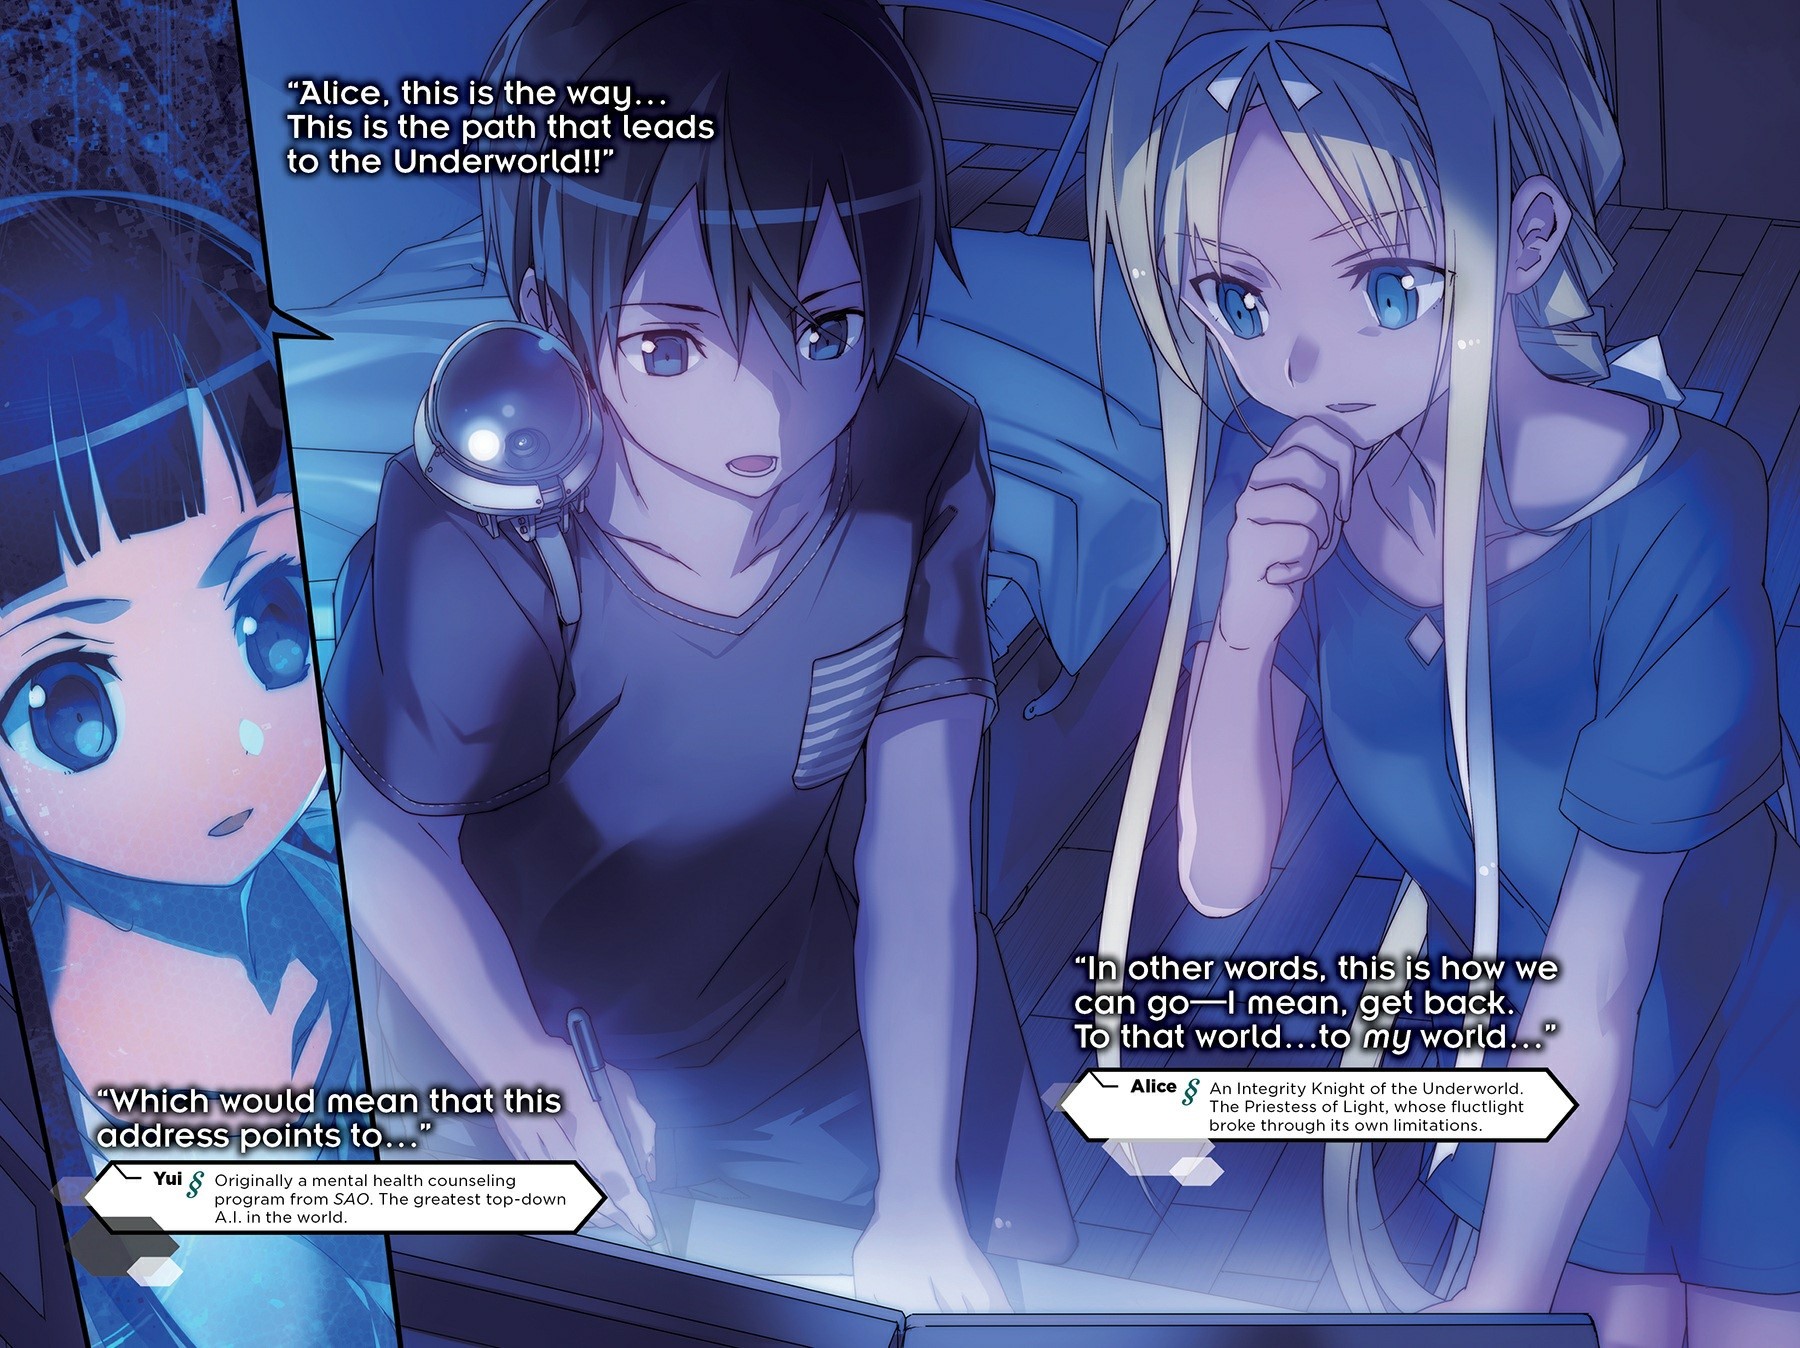 “Alice, this is the way...
This is the path that leads
to the Underworld!!”
“In other words, this is how we
can go—I mean, get back.
To that world...to my world...”
Alice § An Integrity Knight of the Underworld.
The Priestess of Light, whose fluctlight
broke through its own limitations.
“Which would mean that this
address points to...”
Yui § Originally a mental health counseling
program from SAO. The greatest top-down
A.I. in the world.